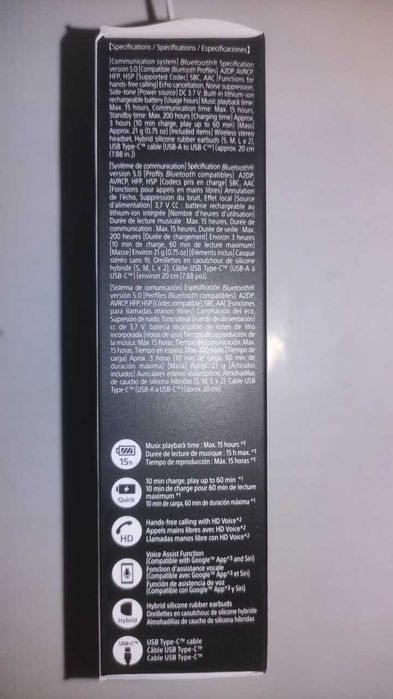 [Specifications / Spécifications / Especificaciones]
[Communication system] Bluetooth® Specification
version 5.0 [Compatible Bluetooth Profiles] A2DP, AVRCP,
HFP, HSP [Supported Codec] SBC, AAC [Functions for
hands-free calling] Echo cancellation, Noise suppression,
Side-tone [Power source] DC 3.7 V: Built-in lithium-ion
rechargeable battery [Usage hours] Music playback time:
Max. 15 hours, Communication time: Max. 15 hours,
Standby time: Max. 200 hours [Charging time] Approx.
3 hours (10 min charge, play up to 60 min) [Mass]
Approx. 21 g (0.75 oz) [Included items] Wireless stereo
headset, Hybrid silicone rubber earbuds (S, M, L x 2),
USB Type-C™ cable (USB-A to USB-C™) (approx. 20 cm
(7.88 in.))
[Système de communication] Spécification Bluetooth®
version 5.0 [Profils Bluetooth compatibles] A2DP,
AVRCP, HFP, HSP [Codecs pris en charge] SBC, AAC
[Fonctions pour appels en mains libres] Annulation
de l'écho, Suppression du bruit, Effet local [Source
d'alimentation] 3,7 V CC : batterie rechargeable au
lithium-ion intégrée [Nombre d'heures d'utilisation]
Durée de lecture musicale : Max. 15 heures, Durée de
communication : Max. 15 heures, Durée de veille : Max.
200 heures [Durée de chargement] Environ 3 heures
(10 min de charge, 60 min de lecture maximum)
[Masse] Environ 21 g (0,75 oz) [Éléments inclus] Casque
stéréo sans fil, Oreillettes en caoutchouc de silicone
hybride (S, M, L x 2), Câble USB Type-C™ (USB-A à
USB-C™) (environ 20 cm (7,88 po))
[Sistema de comunicación] Especificación Bluetooth®
versión 5.0 [Perfiles Bluetooth compatibles] A2DP,
AVRCP, HFP, HSP [Códec compatible] SBC, AAC [Funciones
para llamadas manos libres] Cancelación del eco,
Supresión de ruido, Tono lateral [Fuente de alimentación]
cc de 3,7 V: batería recargable de iones de litio
incorporada [Horas de uso] Tiempo de reproducción de
la música: Máx. 15 horas, Tiempo de comunicación: Máx.
15 horas, Tiempo en espera: Máx. 200 horas [Tiempo de
carga] Aprox. 3 horas (10 min de carga, 60 min de
duración máxima) [Masa] Aprox. 21 g [Artículos
incluidos] Auriculares estéreo inalámbricos, Almohadillas
de caucho de silicona híbridas (S, M, L x 2), Cable USB
Type-C™ (USB-A a USB-C™) (aprox. 20 cm)
15h
Music playback time : Max. 15 hours *1
Durée de lecture de musique : 15 h max. *1
Tiempo de reproducción : Máx. 15 horas *1
Quick
10 min charge, play up to 60 min *1
10 min de charge pour 60 min de lecture
maximum *1
10 min de carga, 60 min de duración máxima *1
HD
Hands-free calling with HD Voice*2
Appels mains libres avec HD Voice*2
Llamadas manos libres con HD Voice*2
Voice Assist Function
(Compatible with Google™ App*3 and Siri)
Fonction d'assistance vocale
(Compatible avec Google™ App*3 et Siri)
Función de asistencia de voz
(Compatible con Google™ App*3 y Siri)
Hybrid
Hybrid silicone rubber earbuds
Oreillettes en caoutchouc de silicone hybride
Almohadillas de caucho de silicona híbridas
USB-C™
USB Type-C™ cable
Câble USB Type-C™
Cable USB Type-C™